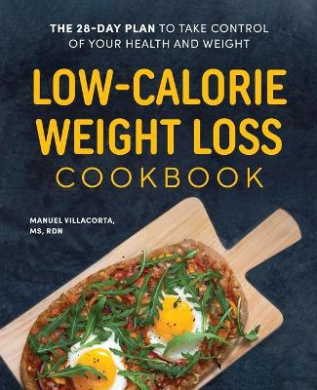 THE 28-DAY PLAN TO TAKE CONTROL
OF YOUR HEALTH AND WEIGHT
LOW-CALORIE
WEIGHT LOSS
COOKBOOK
MANUEL VILLACORTA,
MS, RDN